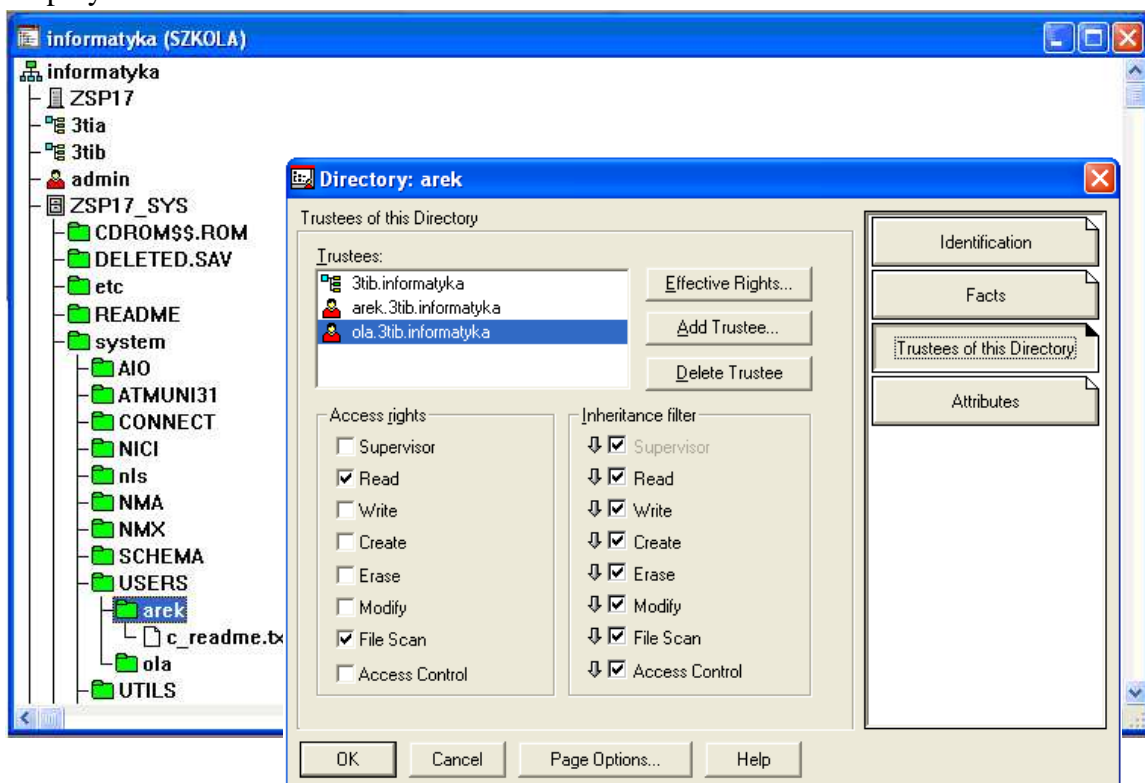 informatyka (SZKOLA)
informatyka
ZSP17
3tia
3tib
admin
ZSP17_SYS
CDROM$$.ROM
DELETED.SAV
etc
README
system
AIO
ATMUNI31
CONNECT
NICI
nls
NMA
NMX
SCHEMA
USERS
arek
c_readme.tx
ola
UTILS
Directory: arek
Trustees of this Directory
Trustees:
3tib.informatyka
arek.3tib.informatyka
ola.3tib.informatyka
Effective Rights...
Add Trustee...
Delete Trustee
Access rights
Supervisor
Read
Write
Create
Erase
Modify
File Scan
Access Control
Inheritance filter
Supervisor
Read
Write
Create
Erase
Modify
File Scan
Access Control
Identification
Facts
Trustees of this Directory
Attributes
OK
Cancel
Page Options...
Help